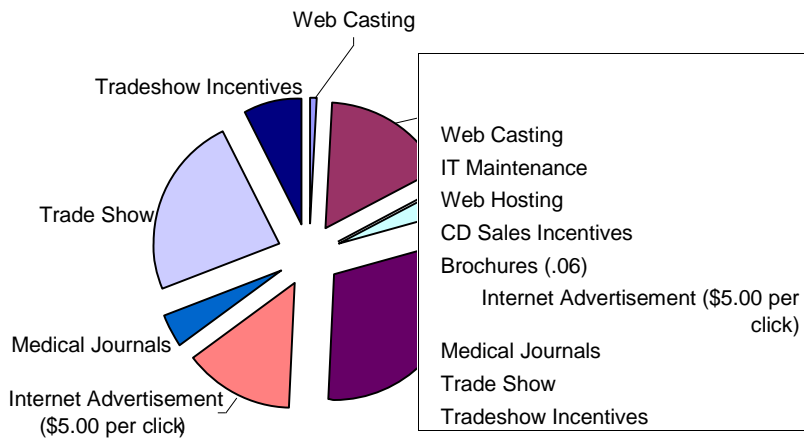 Web Casting
Tradeshow Incentives
Trade Show
Medical Journals
Internet Advertisement
($5.00 per click)
Web Casting
IT Maintenance
Web Hosting
CD Sales Incentives
Brochures (.06)
Internet Advertisement ($5.00 per
click)
Medical Journals
Trade Show
Tradeshow Incentives